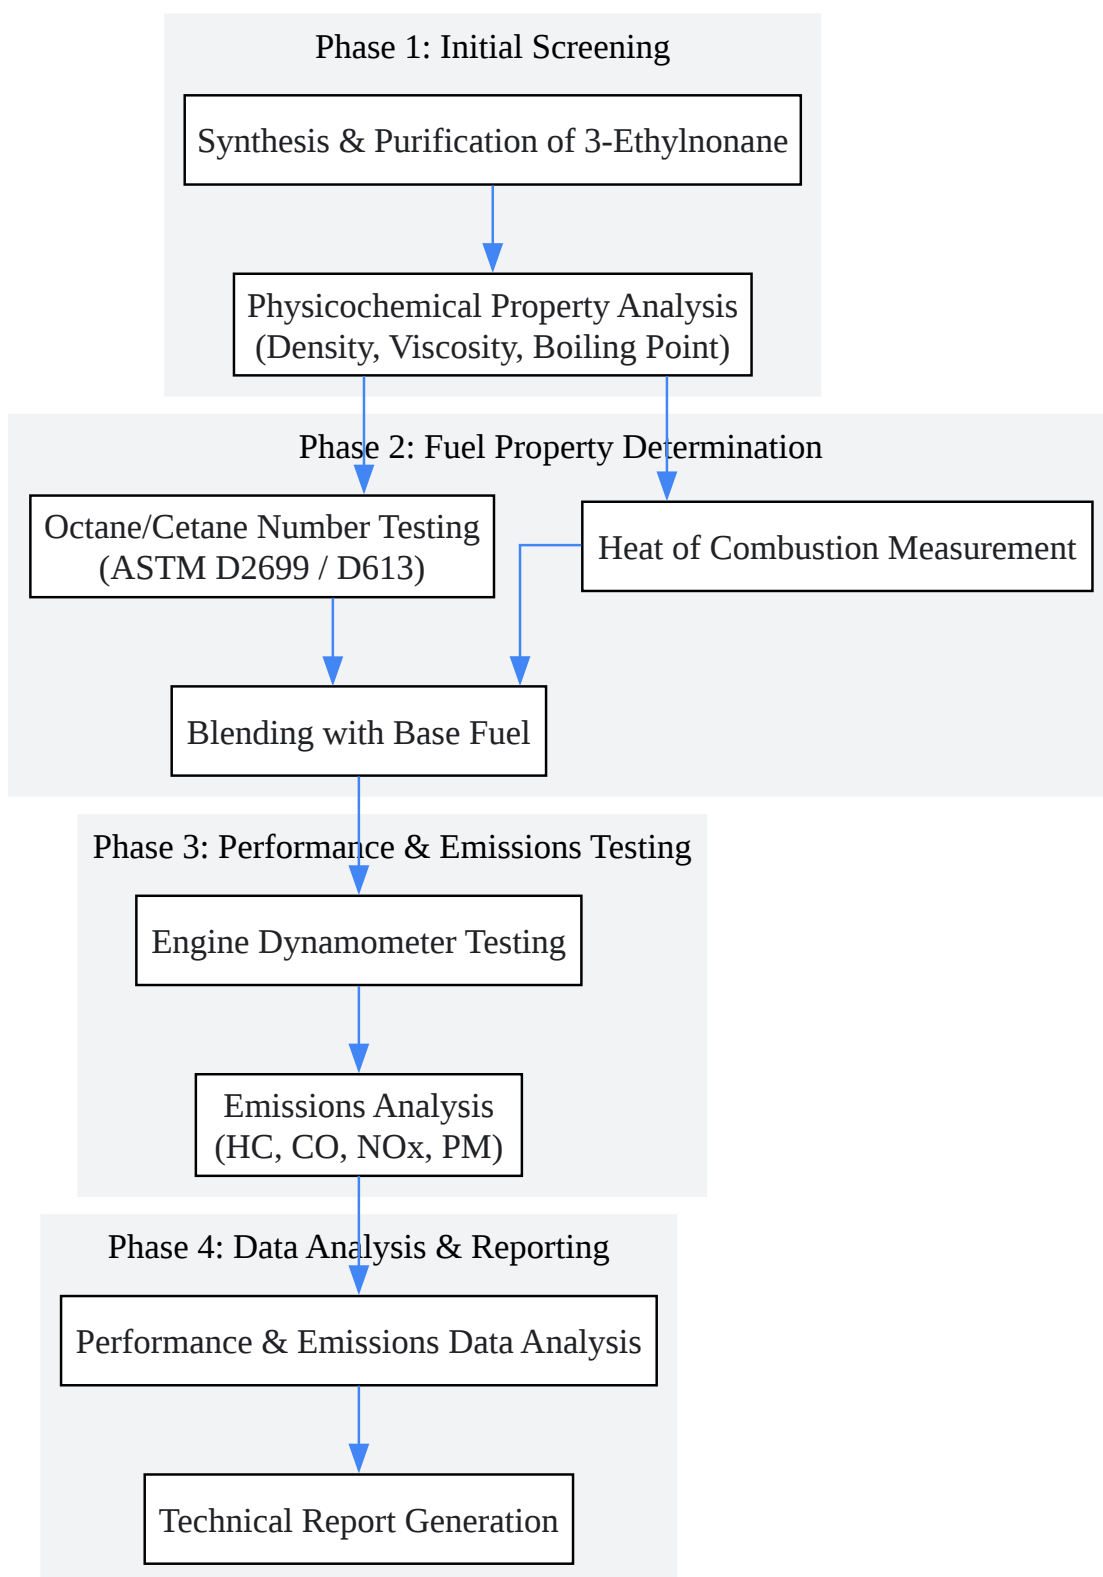 Phase 1: Initial Screening
Synthesis & Purification of 3-Ethylnonane
Physicochemical Property Analysis
(Density, Viscosity, Boiling Point)
Phase 2: Fuel Property Determination
Octane/Cetane Number Testing
(ASTM D2699 / D613)
Heat of Combustion Measurement
Blending with Base Fuel
Phase 3: Performance & Emissions Testing
Engine Dynamometer Testing
Emissions Analysis
(HC, CO, NOx, PM)
Phase 4: Data Analysis & Reporting
Performance & Emissions Data Analysis
Technical Report Generation